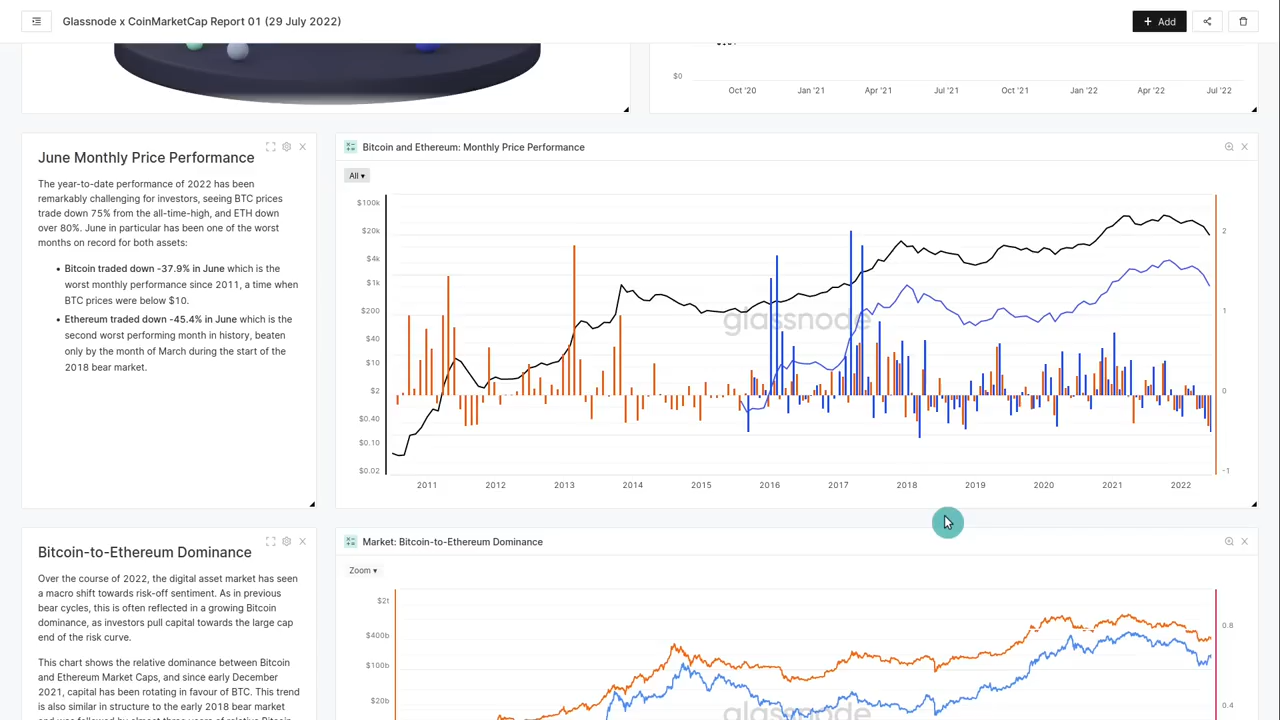 Glassnode x CoinMarketCap Report 01 (29 July 2022)
+ Add
$0
Oct '20 Jan '21 Apr '21 Jul '21 Oct '21 Jan '22 Apr '22 Jul '22
June Monthly Price Performance
The year-to-date performance of 2022 has been
remarkably challenging for investors, seeing BTC prices
trade down 75% from the all-time-high, and ETH down
over 80%. June in particular has been one of the worst
months on record for both assets:
• Bitcoin traded down -37.9% in June which is the
worst monthly performance since 2011, a time when
BTC prices were below $10.
• Ethereum traded down -45.4% in June which is the
second worst performing month in history, beaten
only by the month of March during the start of the
2018 bear market.
Bitcoin and Ethereum: Monthly Price Performance
All ▾
$100k
$20k
$4k
$1k
$200
$40
$10
$2
$0.40
$0.10
$0.02
2
1
0
-1
glassnode
2011 2012 2013 2014 2015 2016 2017 2018 2019 2020 2021 2022
Bitcoin-to-Ethereum Dominance
Over the course of 2022, the digital asset market has seen
a macro shift towards risk-off sentiment. As in previous
bear cycles, this is often reflected in a growing Bitcoin
dominance, as investors pull capital towards the large cap
end of the risk curve.
This chart shows the relative dominance between Bitcoin
and Ethereum Market Caps, and since early December
2021, capital has been rotating in favour of BTC. This trend
is also similar in structure to the early 2018 bear market
and was followed by almost three years of relative Bitcoin
Market: Bitcoin-to-Ethereum Dominance
Zoom ▾
$2t
$400b
$100b
$20b
0.8
0.4
glassnode